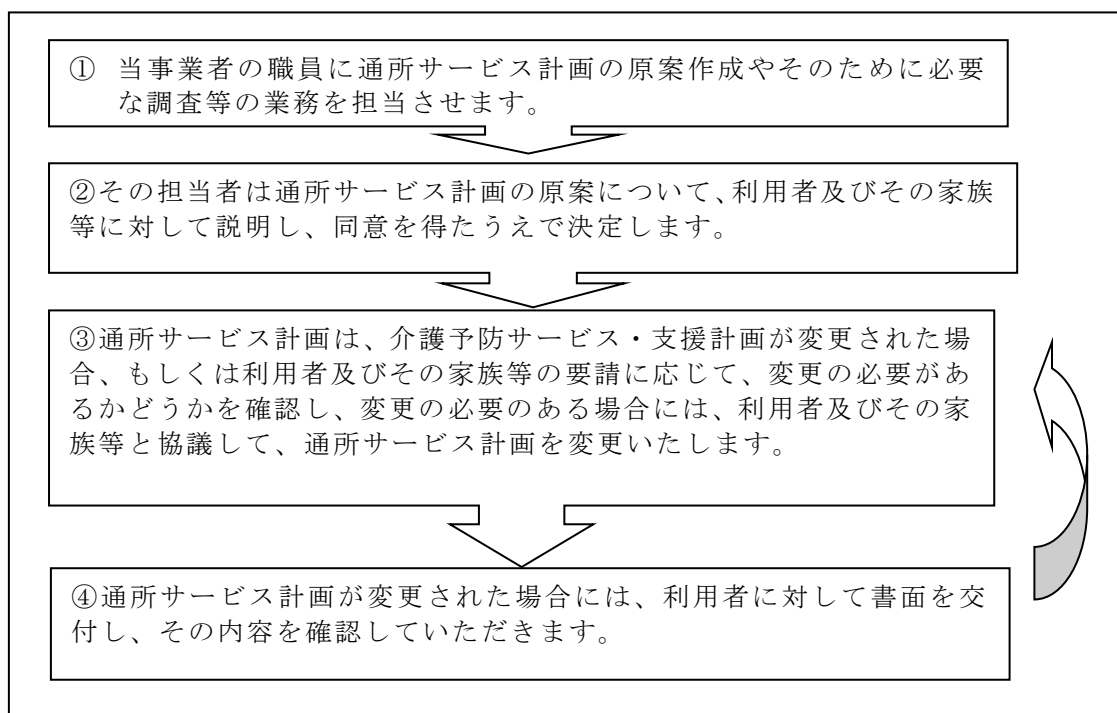 ① 当事業者の職員に通所サービス計画の原案作成やそのために必要
な調査等の業務を担当させます。
②その担当者は通所サービス計画の原案について、利用者及びその家族
等に対して説明し、同意を得たうえで決定します。
③通所サービス計画は、介護予防サービス・支援計画が変更された場
合、もしくは利用者及びその家族等の要請に応じて、変更の必要があ
るかどうかを確認し、変更の必要のある場合には、利用者及びその家
族等と協議して、通所サービス計画を変更いたします。
④通所サービス計画が変更された場合には、利用者に対して書面を交
付し、その内容を確認していただきます。